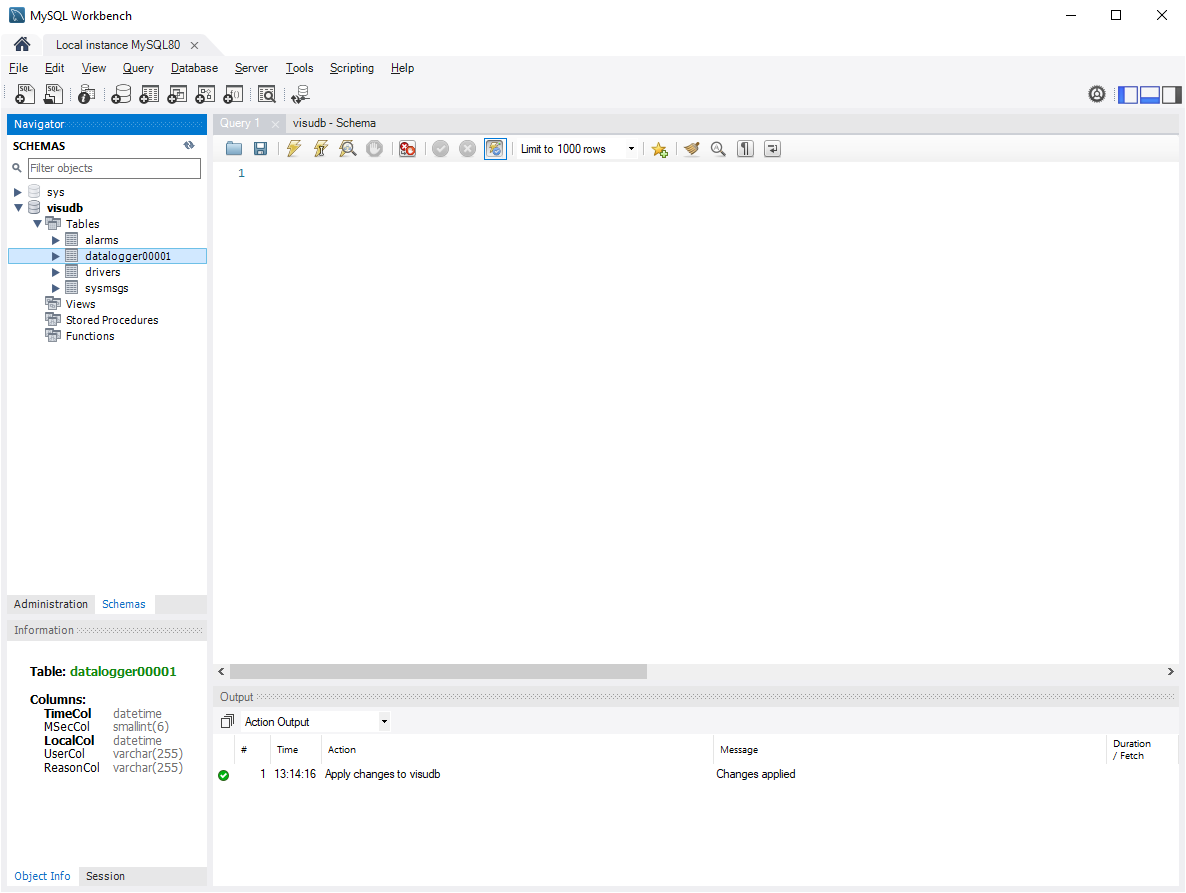 MySQL Workbench
Local instance MySQL80
File Edit View Query Database Server Tools Scripting Help
SQL SQL
Navigator
SCHEMAS
Filter objects
sys
visudb
Tables
alarms
datalogger00001
drivers
sysmsgs
Views
Stored Procedures
Functions
Administration Schemas
Information
Table: datalogger00001
Columns:
TimeCol datetime
MSecCol smallint(6)
LocalCol datetime
UserCol varchar(255)
ReasonCol varchar(255)
Object Info Session
Query 1 visudb - Schema
Limit to 1000 rows
1
Output
Action Output
# Time Action Message Duration / Fetch
1 13:14:16 Apply changes to visudb Changes applied